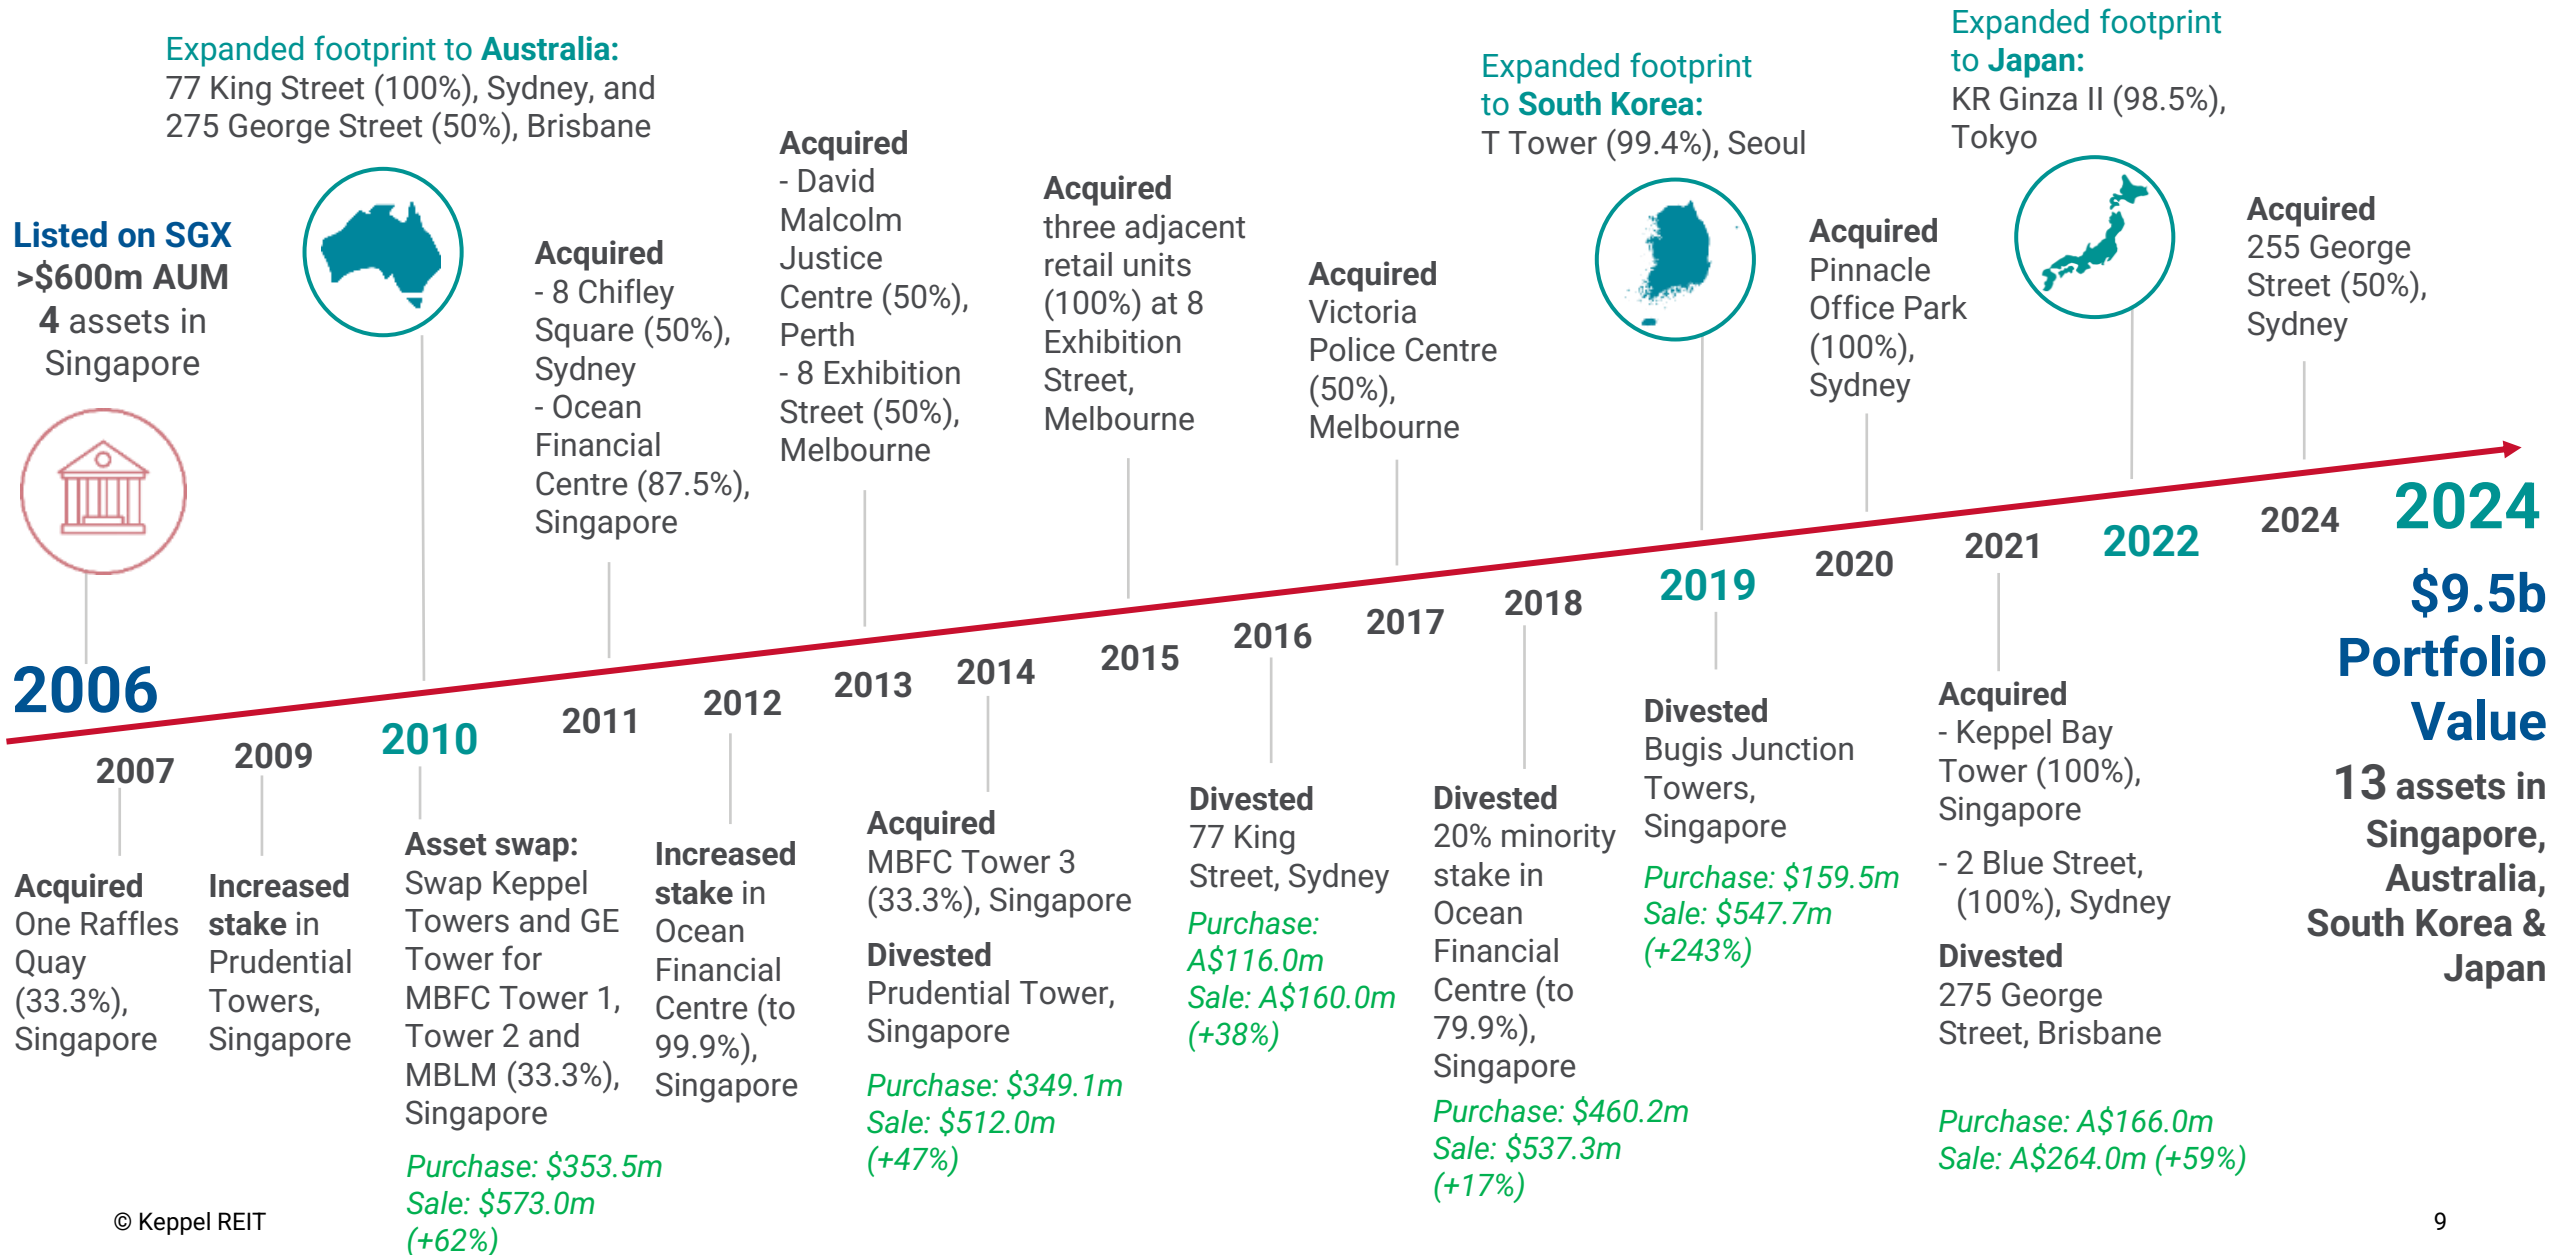 Listed on SGX
>$600m AUM
4 assets in
Singapore
2006
2007
Acquired
One Raffles
Quay
(33.3%),
Singapore
2009
Increased
stake in
Prudential
Towers,
Singapore
Expanded footprint to Australia:
77 King Street (100%), Sydney, and
275 George Street (50%), Brisbane
2010
Asset swap:
Swap Keppel
Towers and GE
Tower for
MBFC Tower 1,
Tower 2 and
MBLM (33.3%),
Singapore
Purchase: $353.5m
Sale: $573.0m
(+62%)
Acquired
- 8 Chifley
Square (50%),
Sydney
- Ocean
Financial
Centre (87.5%),
Singapore
2011
2012
Increased
stake in
Ocean
Financial
Centre (to
99.9%),
Singapore
Acquired
- David
Malcolm
Justice
Centre (50%),
Perth
- 8 Exhibition
Street (50%),
Melbourne
2013
2014
Acquired
MBFC Tower 3
(33.3%), Singapore
Divested
Prudential Tower,
Singapore
Purchase: $349.1m
Sale: $512.0m
(+47%)
Acquired
three adjacent
retail units
(100%) at 8
Exhibition
Street,
Melbourne
2015
2016
Divested
77 King
Street, Sydney
Purchase:
A$116.0m
Sale: A$160.0m
(+38%)
Acquired
Victoria
Police Centre
(50%),
Melbourne
2017
2018
Divested
20% minority
stake in
Ocean
Financial
Centre (to
79.9%),
Singapore
Purchase: $460.2m
Sale: $537.3m
(+17%)
Expanded footprint
to South Korea:
T Tower (99.4%), Seoul
2019
Divested
Bugis Junction
Towers,
Singapore
Purchase: $159.5m
Sale: $547.7m
(+243%)
Acquired
Pinnacle
Office Park
(100%),
Sydney
2020
2021
Acquired
- Keppel Bay
Tower (100%),
Singapore
- 2 Blue Street,
(100%), Sydney
Divested
275 George
Street, Brisbane
Purchase: A$166.0m
Sale: A$264.0m (+59%)
Expanded footprint
to Japan:
KR Ginza II (98.5%),
Tokyo
2022
Acquired
255 George
Street (50%),
Sydney
2024
2024
$9.5b
Portfolio
Value
13 assets in
Singapore,
Australia,
South Korea &
Japan
© Keppel REIT
9